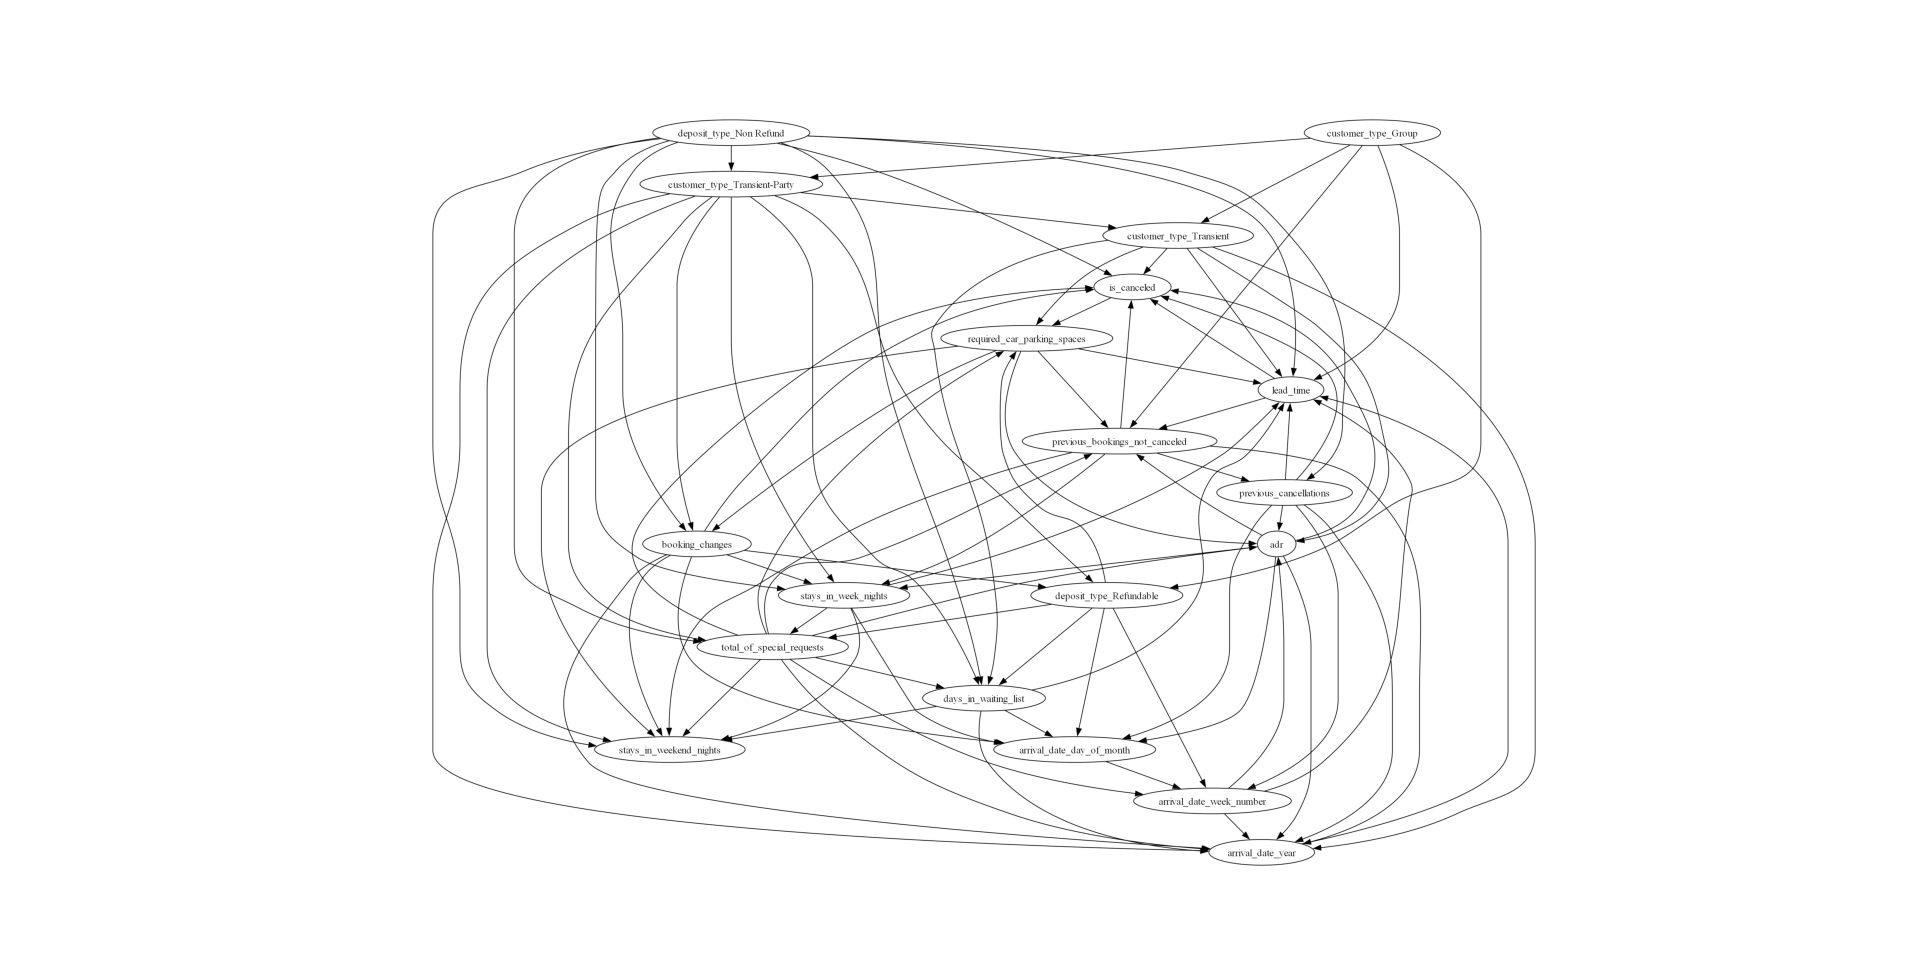 deposit_type_Non Refund
customer_type_Group
customer_type_Transient-Party
customer_type_Transient
is_canceled
required_car_parking_spaces
lead_time
previous_bookings_not_canceled
previous_cancellations
booking_changes
adr
stays_in_week_nights
deposit_type_Refundable
total_of_special_requests
days_in_waiting_list
stays_in_weekend_nights
arrival_date_day_of_month
arrival_date_week_number
arrival_date_year